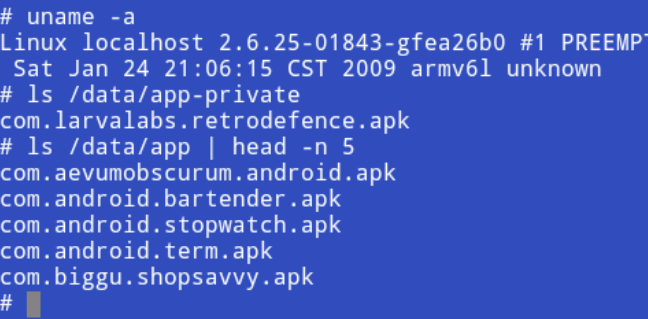 # uname -a
Linux localhost 2.6.25-01843-gfea26b0 #1 PREEMPT
Sat Jan 24 21:06:15 CST 2009 armv6l unknown
# ls /data/app-private
com.larvalabs.retrodefence.apk
# ls /data/app | head -n 5
com.aevumobscurum.android.apk
com.android.bartender.apk
com.android.stopwatch.apk
com.android.term.apk
com.biggu.shopsavvy.apk
#